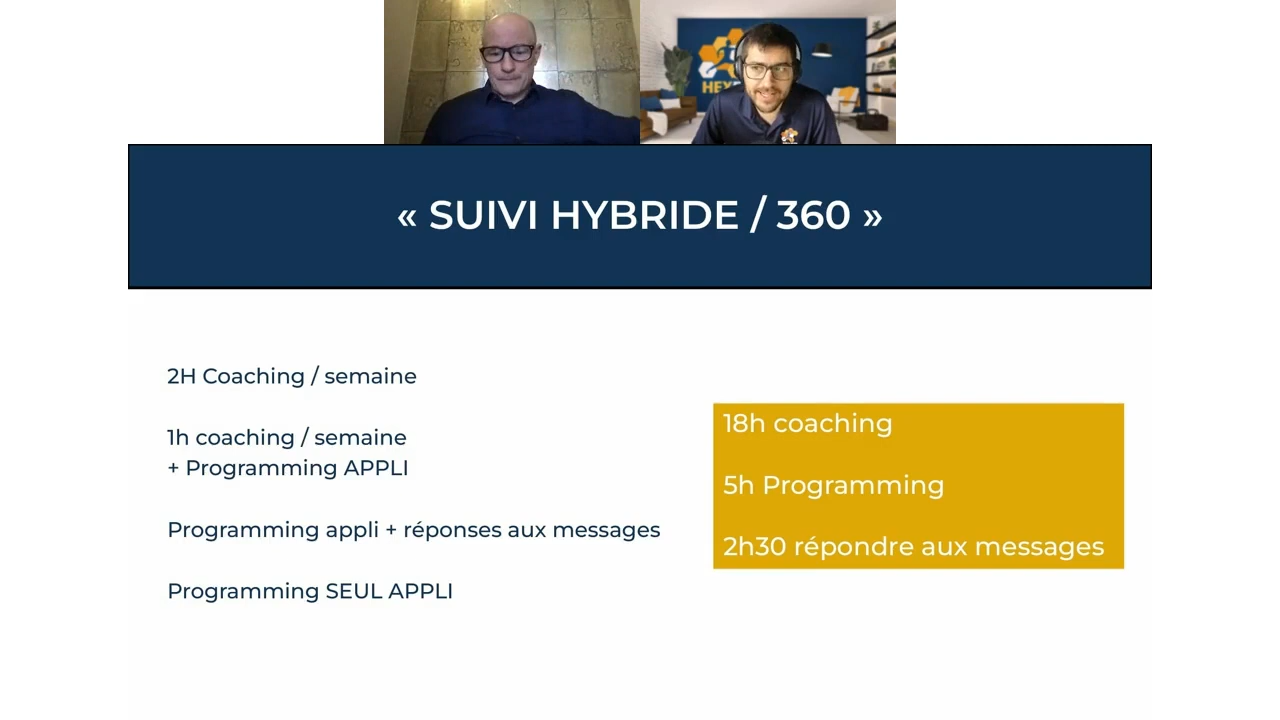 HEX
« SUIVI HYBRIDE / 360 »
2H Coaching / semaine
1h coaching / semaine
+ Programming APPLI
Programming appli + réponses aux messages
Programming SEUL APPLI
18h coaching
5h Programming
2h30 répondre aux messages